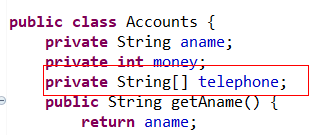 public class Accounts {
private String aname;
private int money;
private String[] telephone;
public String getAname() {
return aname;